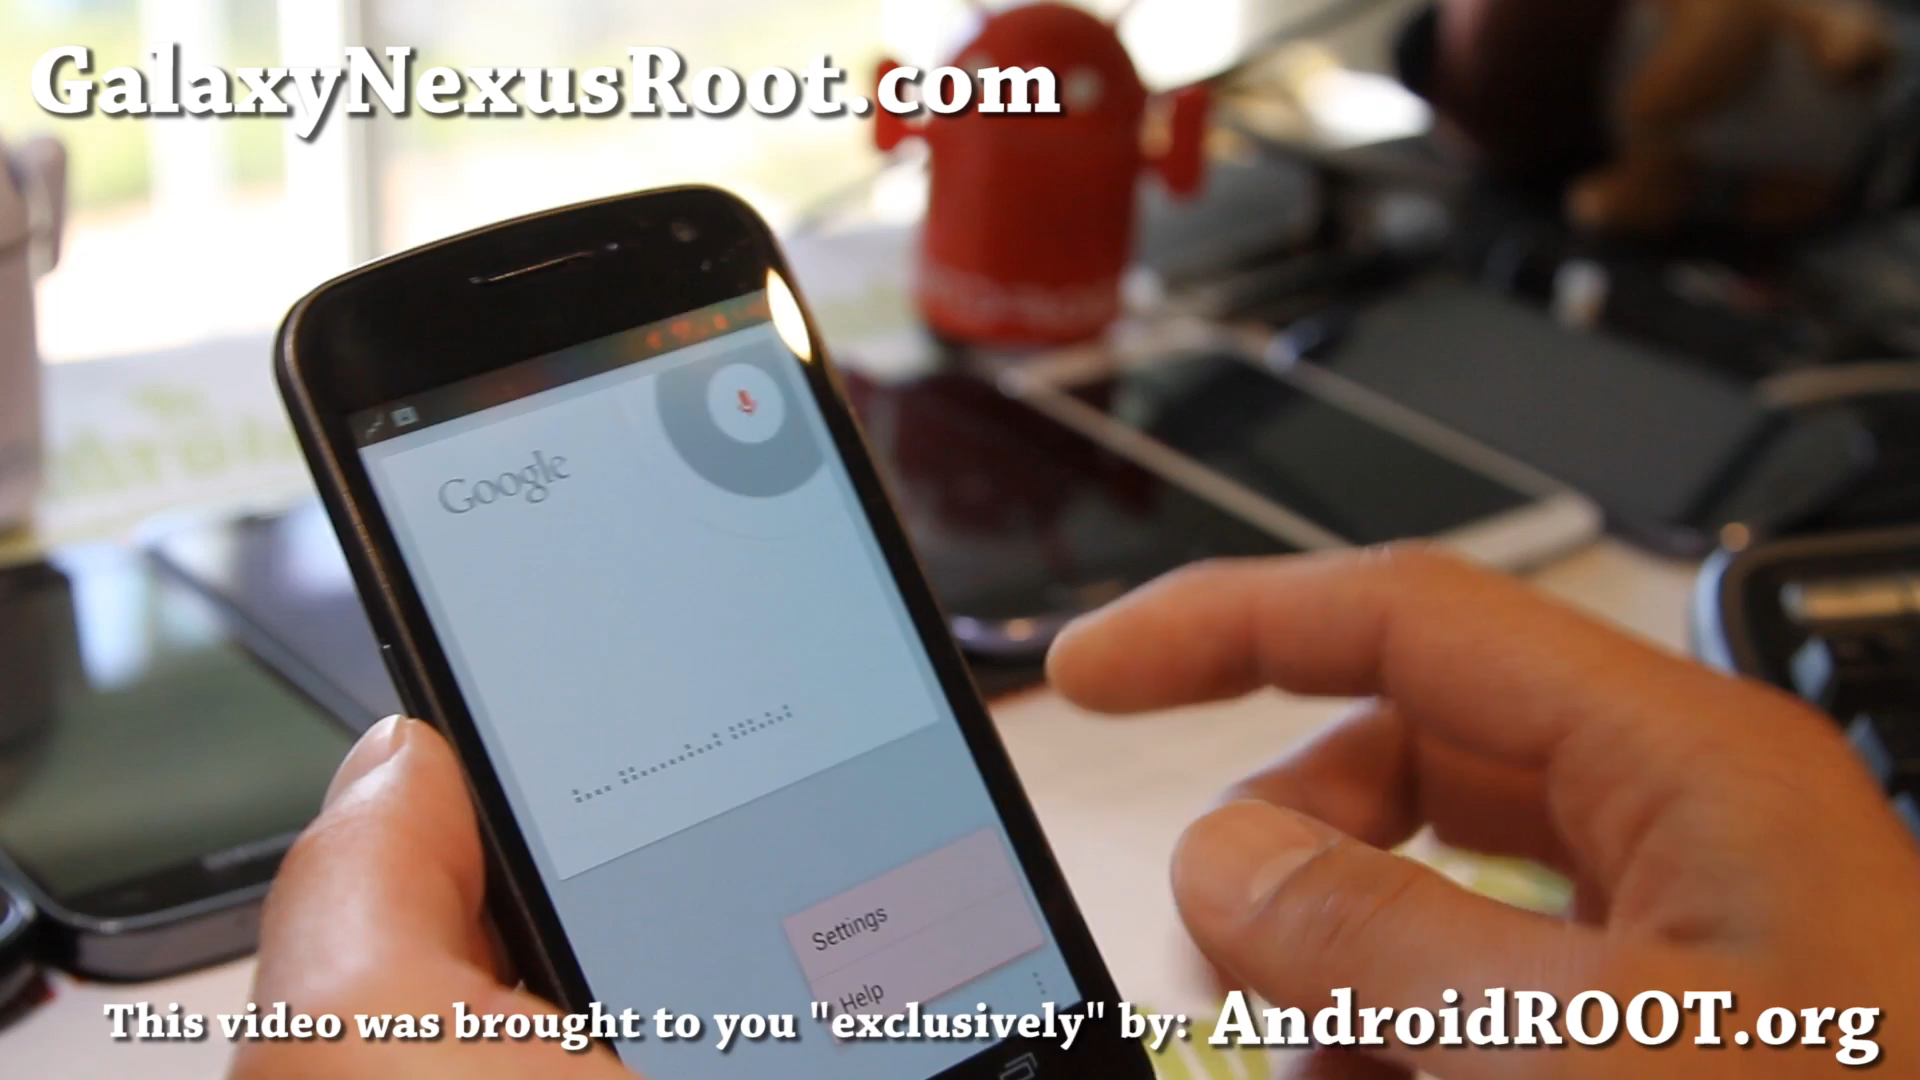 GalaxyNexusRoot.com
Google
Settings
Help
This video was brought to you "exclusively" by: AndroidROOT.org